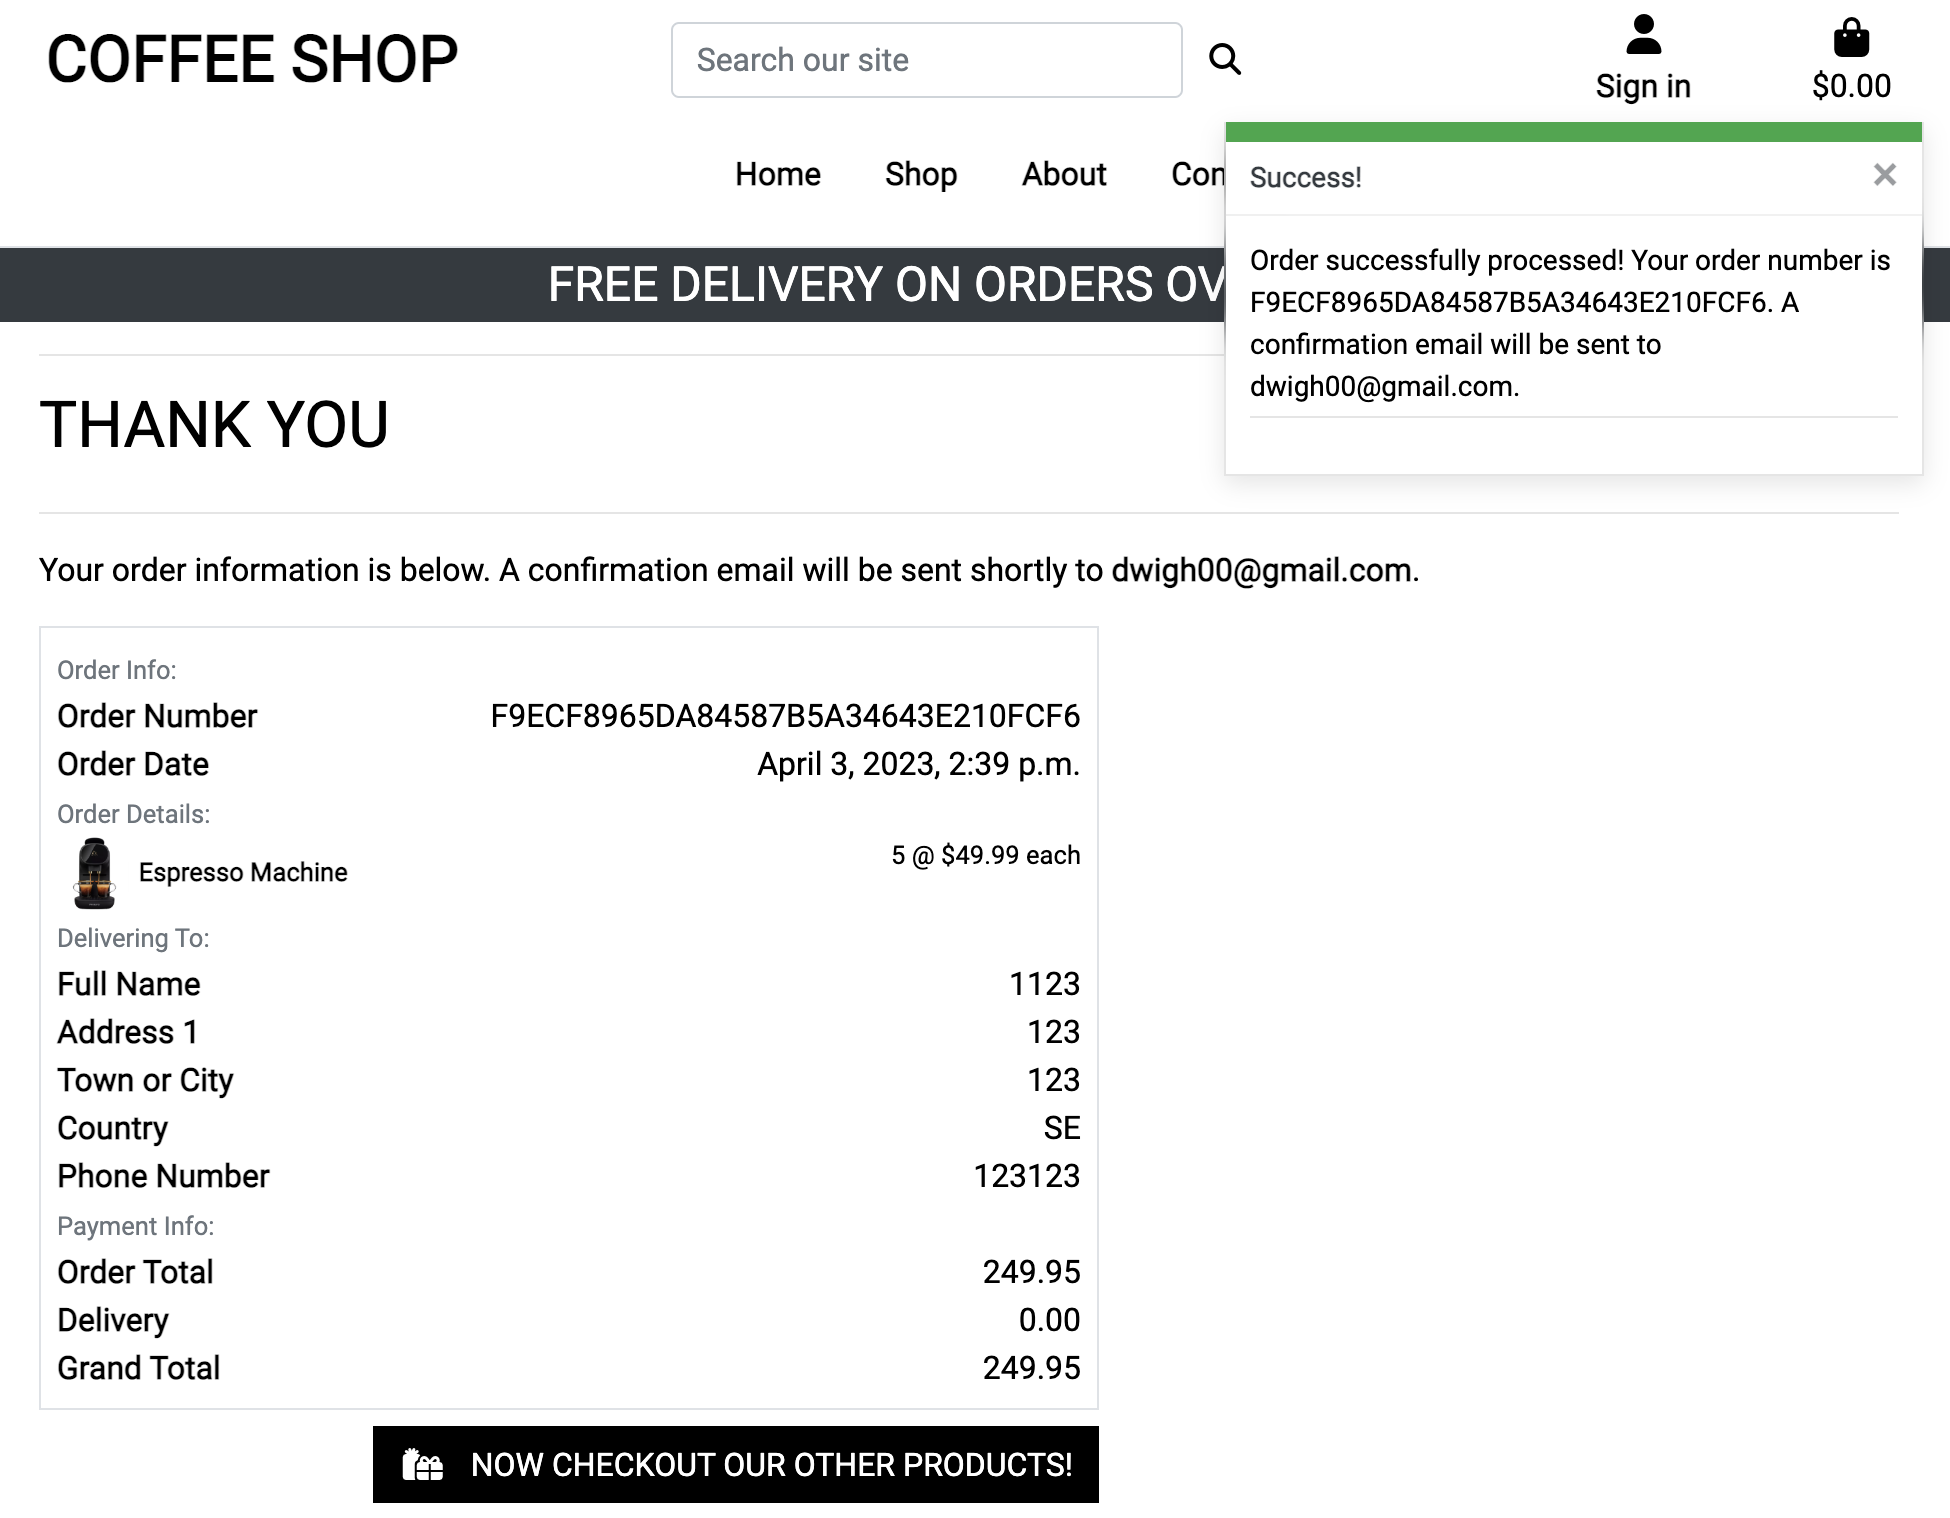 COFFEE SHOP
Search our site
Sign in
$0.00
Home Shop About Con
Success!
×
Order successfully processed! Your order number is
F9ECF8965DA84587B5A34643E210FCF6. A
confirmation email will be sent to
dwigh00@gmail.com.
FREE DELIVERY ON ORDERS OV
THANK YOU
Your order information is below. A confirmation email will be sent shortly to dwigh00@gmail.com.
Order Info:
Order Number F9ECF8965DA84587B5A34643E210FCF6
Order Date April 3, 2023, 2:39 p.m.
Order Details:
Espresso Machine 5 @ $49.99 each
Delivering To:
Full Name 1123
Address 1 123
Town or City 123
Country SE
Phone Number 123123
Payment Info:
Order Total 249.95
Delivery 0.00
Grand Total 249.95
NOW CHECKOUT OUR OTHER PRODUCTS!